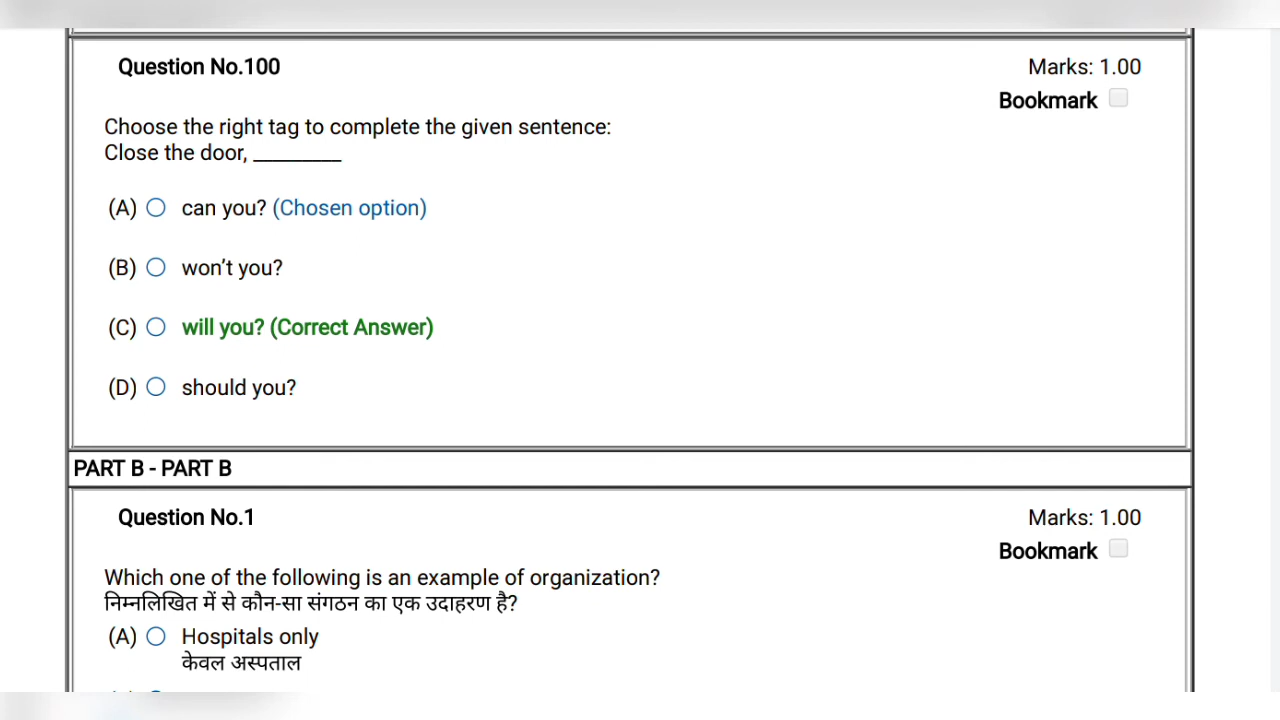 Question No.100
Marks: 1.00
Bookmark
Choose the right tag to complete the given sentence:
Close the door, _________
(A) can you? (Chosen option)
(B) won't you?
(C) will you? (Correct Answer)
(D) should you?
PART B - PART B
Question No.1
Marks: 1.00
Bookmark
Which one of the following is an example of organization?
निम्नलिखित में से कौन-सा संगठन का एक उदाहरण है?
(A) Hospitals only
केवल अस्पताल